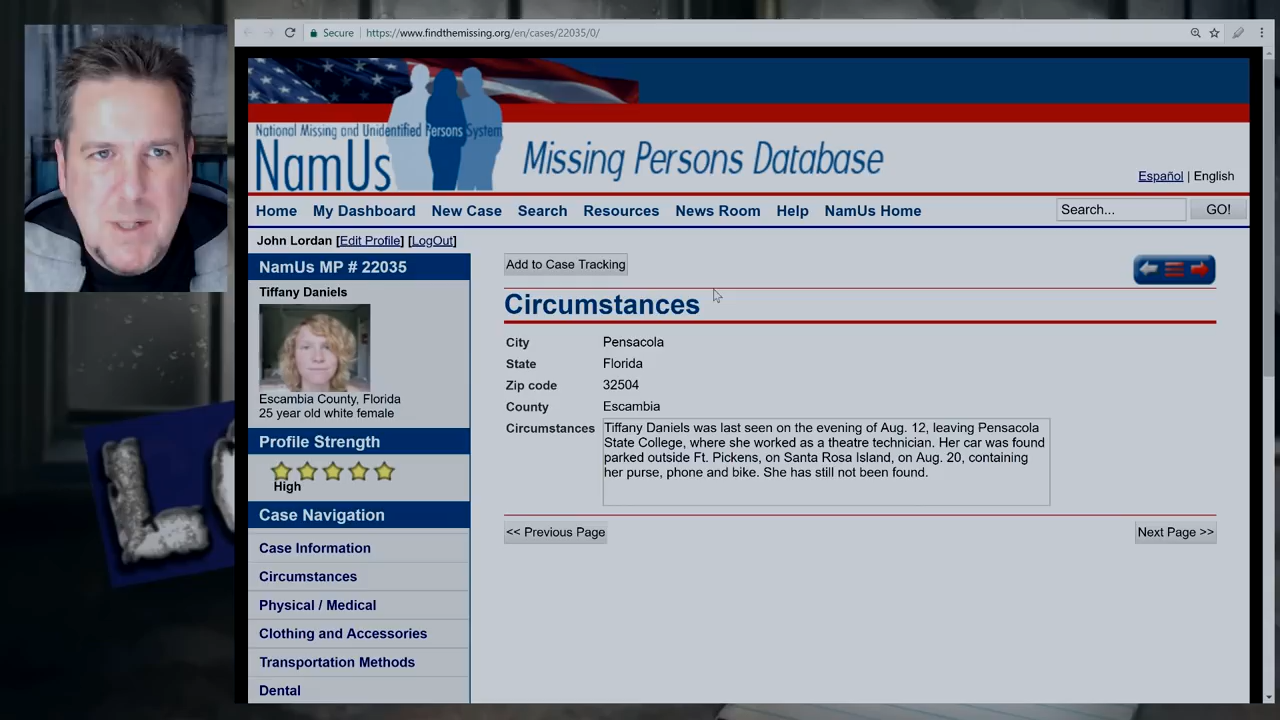 Secure https://www.findthemissing.org/en/cases/22035/0/
National Missing and Unidentified Persons System
NamUs
Missing Persons Database
Español | English
Home My Dashboard New Case Search Resources News Room Help NamUs Home Search... GO!
John Lordan [Edit Profile] [LogOut]
NamUs MP # 22035
Tiffany Daniels
Escambia County, Florida
25 year old white female
Profile Strength
High
Case Navigation
Case Information
Circumstances
Physical / Medical
Clothing and Accessories
Transportation Methods
Dental
Add to Case Tracking
Circumstances
City Pensacola
State Florida
Zip code 32504
County Escambia
Circumstances Tiffany Daniels was last seen on the evening of Aug. 12, leaving Pensacola
State College, where she worked as a theatre technician. Her car was found
parked outside Ft. Pickens, on Santa Rosa Island, on Aug. 20, containing
her purse, phone and bike. She has still not been found.
<< Previous Page Next Page >>